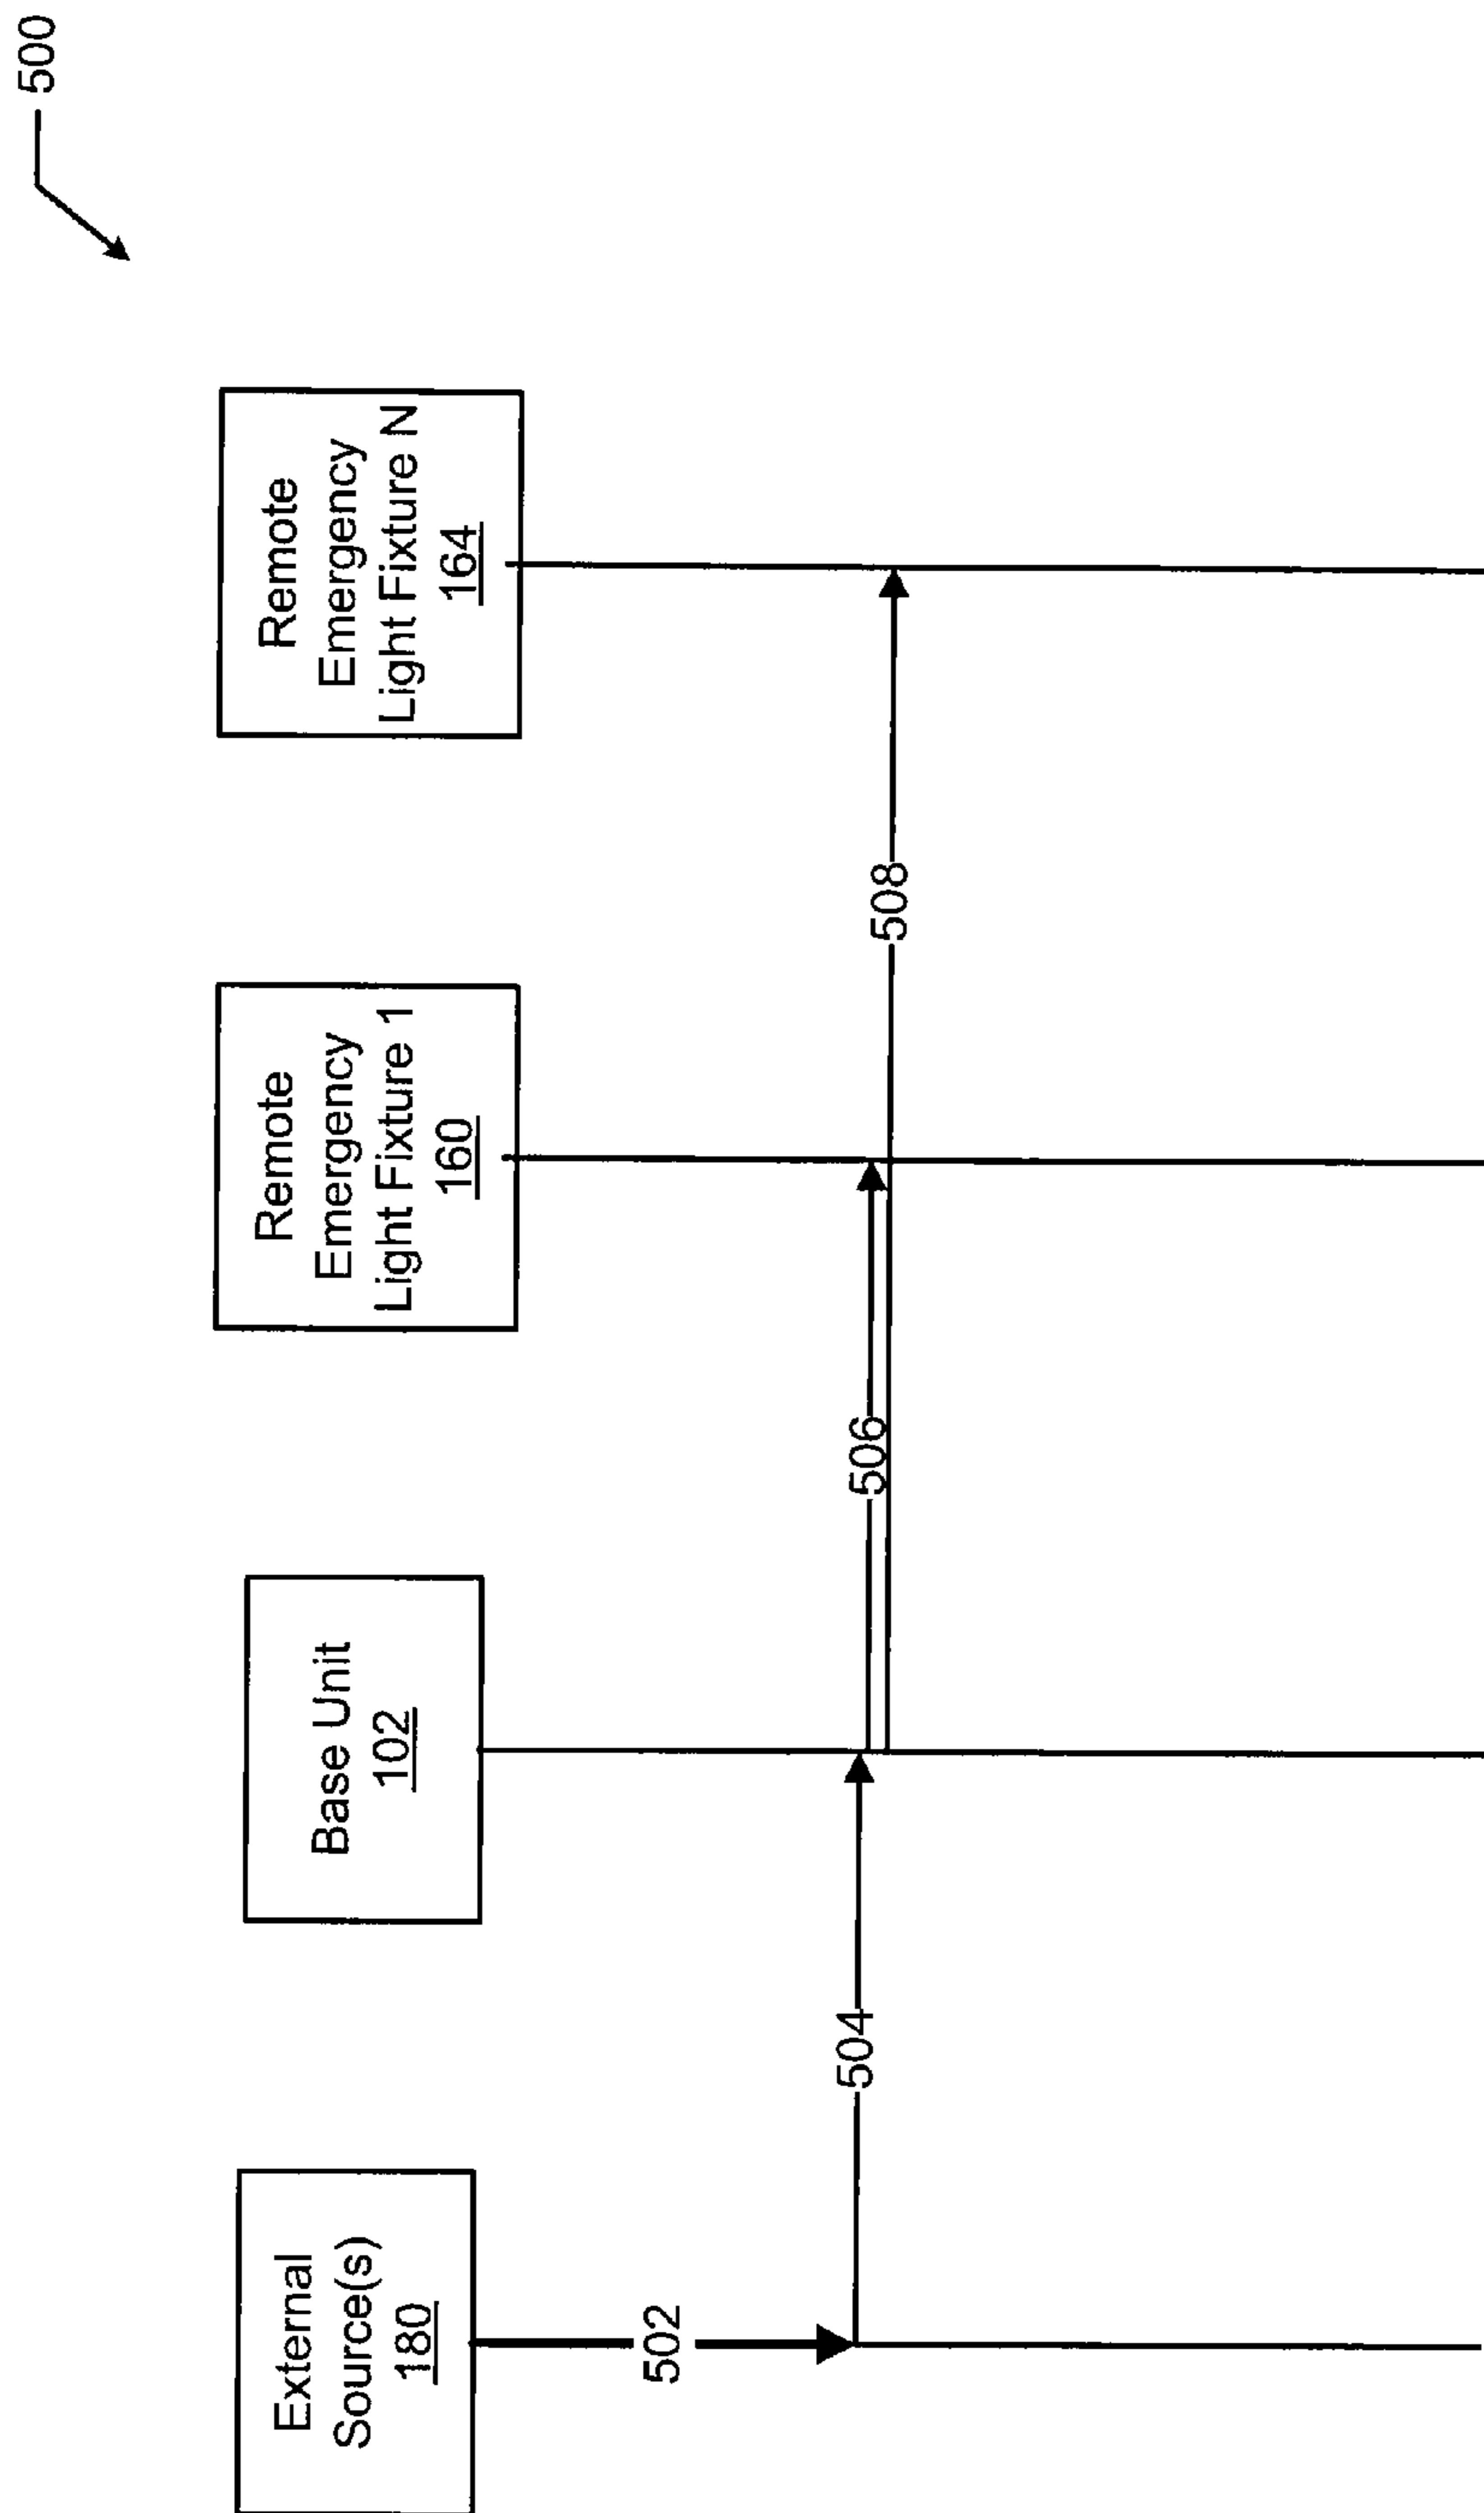 500
External
Source(s)
180
Base Unit
102
Remote
Emergency
Light Fixture 1
160
Remote
Emergency
Light Fixture N
164
502
504
506
508